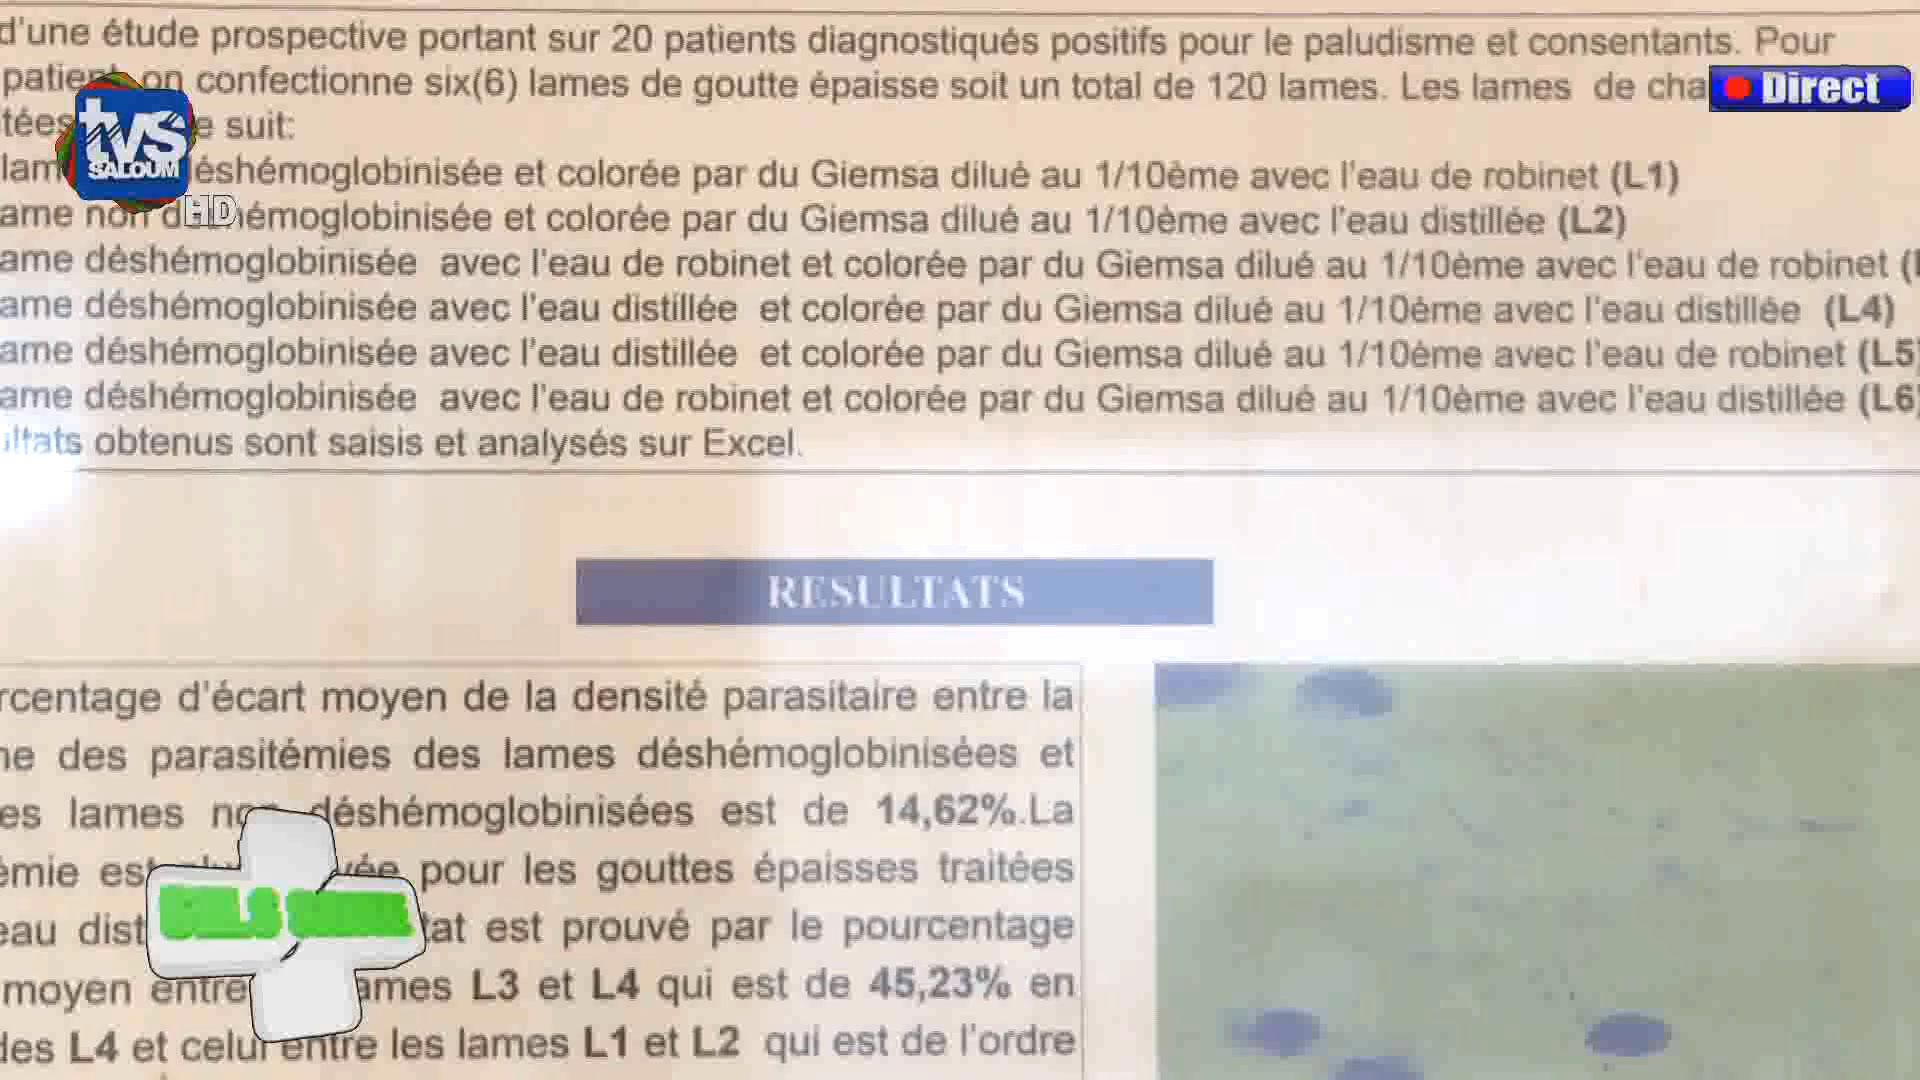 d'une étude prospective portant sur 20 patients diagnostiqués positifs pour le paludisme et consentants. Pour
patient on confectionne six(6) lames de goutte épaisse soit un total de 120 lames. Les lames de cha
Direct
tées e suit:
tvs
SALOUM
HD
lam déshémoglobinisée et colorée par du Giemsa dilué au 1/10ème avec l'eau de robinet (L1)
ame non déshémoglobinisée et colorée par du Giemsa dilué au 1/10ème avec l'eau distillée (L2)
ame déshémoglobinisée avec l'eau de robinet et colorée par du Giemsa dilué au 1/10ème avec l'eau de robinet (
ame déshémoglobinisée avec l'eau distillée et colorée par du Giemsa dilué au 1/10ème avec l'eau distillée (L4)
ame déshémoglobinisée avec l'eau distillée et colorée par du Giemsa dilué au 1/10ème avec l'eau de robinet (L5)
ame déshémoglobinisée avec l'eau de robinet et colorée par du Giemsa dilué au 1/10ème avec l'eau distillée (L6)
ultats obtenus sont saisis et analysés sur Excel.
RESULTATS
rcentage d'écart moyen de la densité parasitaire entre la
ne des parasitémies des lames déshémoglobinisées et
es lames non déshémoglobinisées est de 14,62%.La
émie est vée pour les gouttes épaisses traitées
eau dist tat est prouvé par le pourcentage
moyen entre ames L3 et L4 qui est de 45,23% en
des L4 et celui entre les lames L1 et L2 qui est de l'ordre